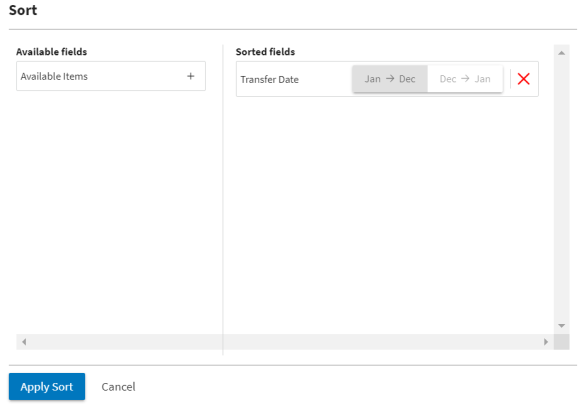 Sort
Available fields
Available Items +
Sorted fields
Transfer Date Jan → Dec Dec → Jan
Apply Sort Cancel